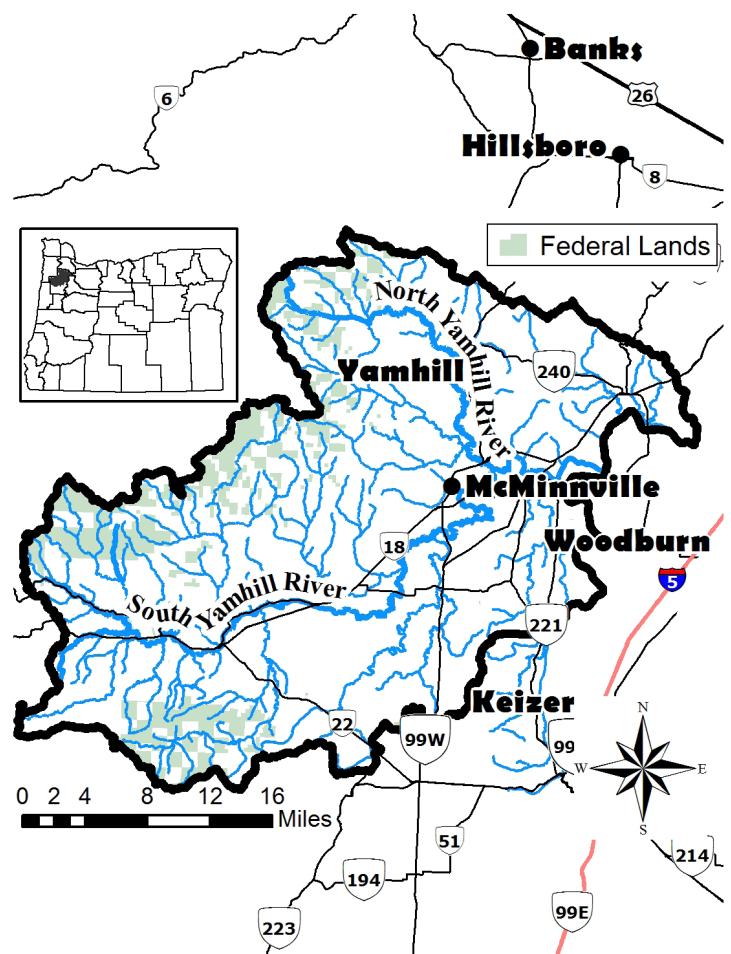 Banks
6
26
Hillsboro
8
Federal Lands
North Yamhill River
Yamhill
240
McMinnville
18
Woodburn
5
South Yamhill River
221
Keizer
22
99W
99
N
W
E
S
0 2 4 8 12 16
Miles
51
214
194
99E
223